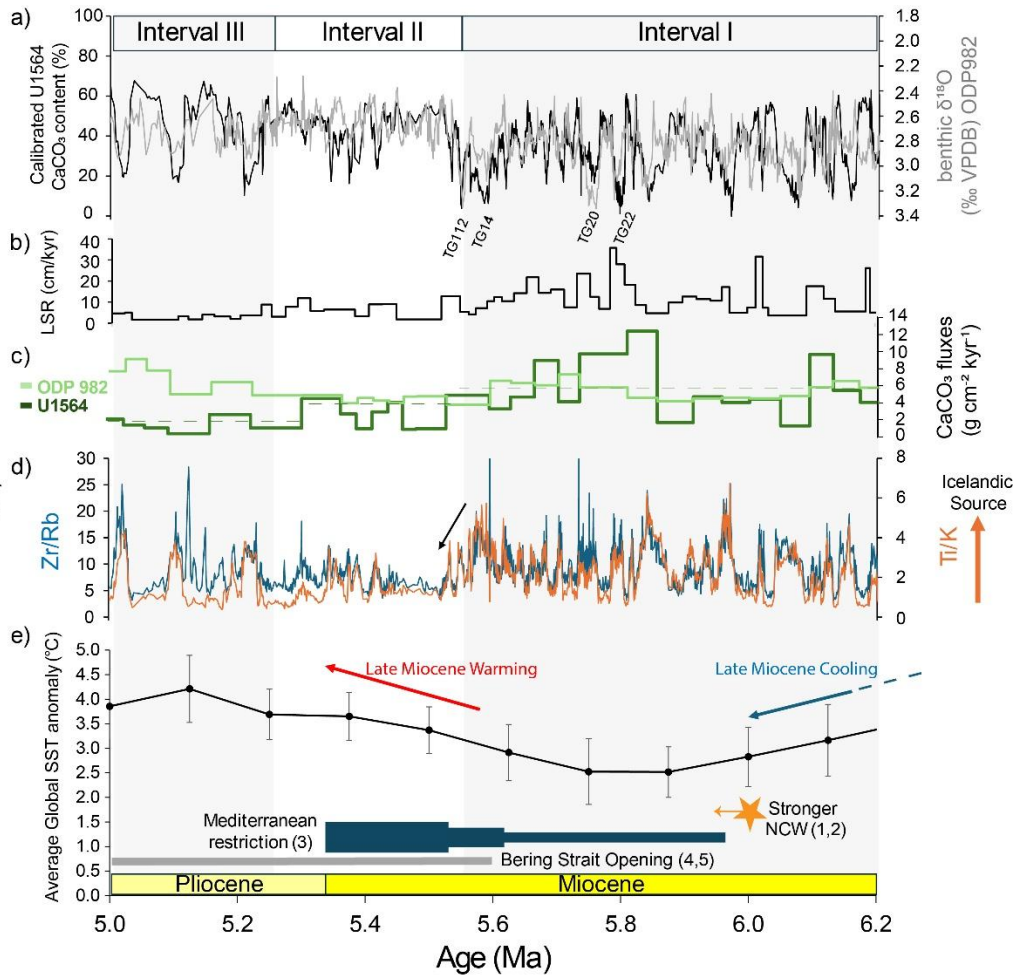 a)
Interval III
Interval II
Interval I
Calibrated U1564
CaCO₃ content (%)
100
80
60
40
20
0
1.8
2.0
2.2
2.4
2.6
2.8
3.0
3.2
3.4
benthic δ¹⁸O
(‰ VPDB) ODP982
TG112
TG14
TG20
TG22
b)
LSR (cm/kyr)
40
30
20
10
0
c)
ODP 982
U1564
14
12
10
8
6
4
2
0
CaCO₃ fluxes
(g cm⁻² kyr⁻¹)
d)
Zr/Rb
30
25
20
15
10
5
0
8
6
4
2
0
Ti/K
Icelandic
Source
e)
Average Global SST anomaly (°C)
5.0
4.5
4.0
3.5
3.0
2.5
2.0
1.5
1.0
0.5
0.0
Late Miocene Warming
Late Miocene Cooling
Mediterranean
restriction (3)
Stronger
NCW (1,2)
Bering Strait Opening (4,5)
Pliocene
Miocene
5.0
5.2
5.4
5.6
5.8
6.0
6.2
Age (Ma)